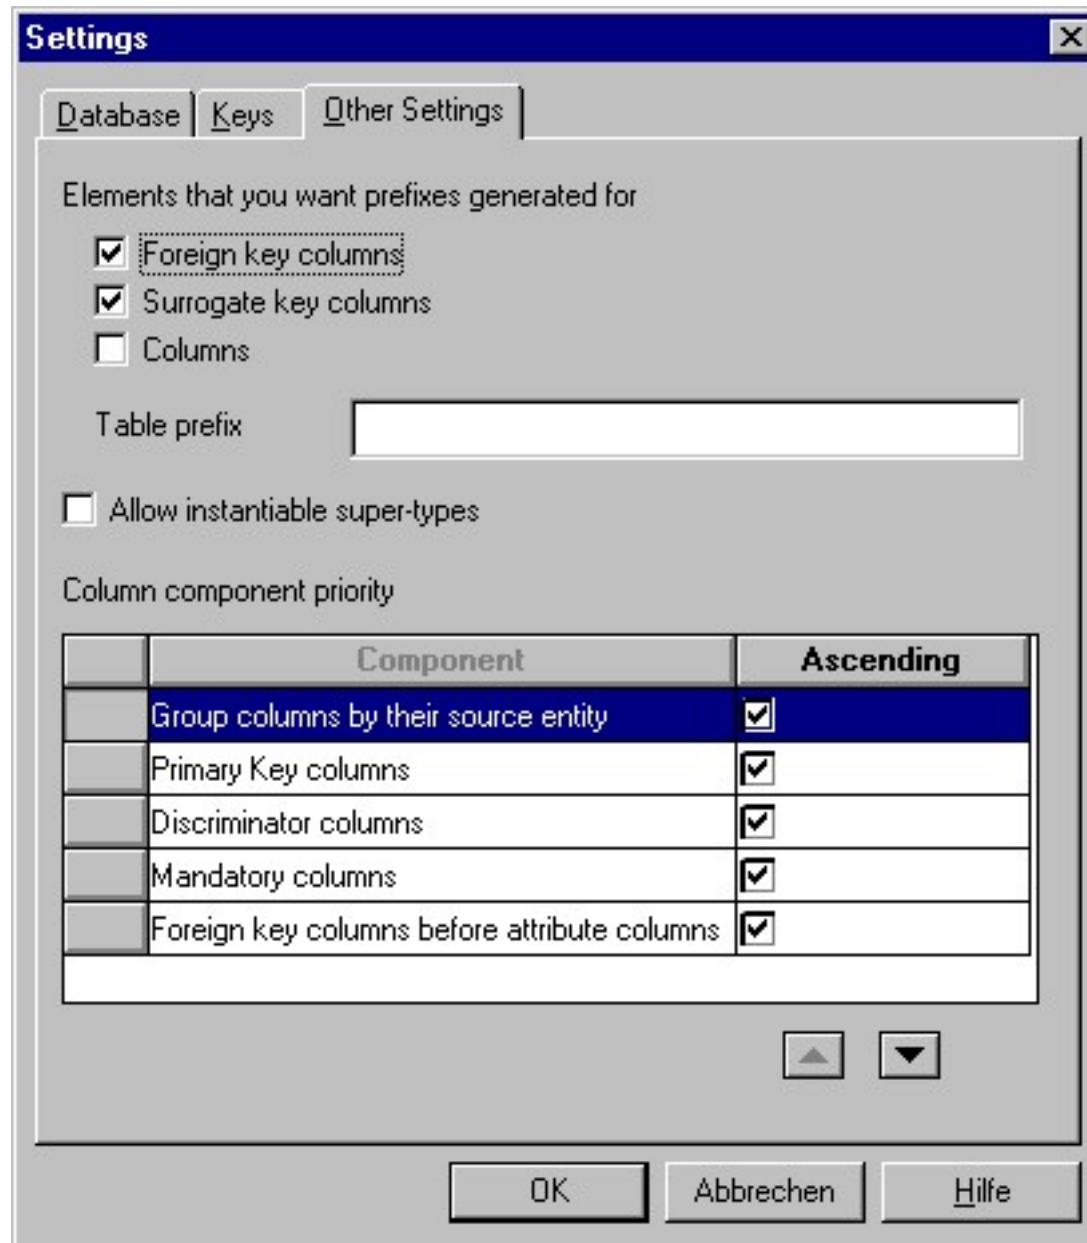 Settings
Database Keys Other Settings
Elements that you want prefixes generated for
Foreign key columns
Surrogate key columns
Columns
Table prefix
Allow instantiable super-types
Column component priority
Component Ascending
Group columns by their source entity
Primary Key columns
Discriminator columns
Mandatory columns
Foreign key columns before attribute columns
OK Abbrechen Hilfe